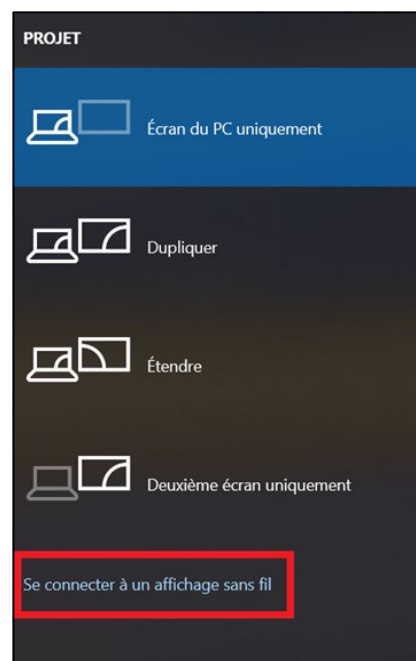 PROJET
Écran du PC uniquement
Dupliquer
Étendre
Deuxième écran uniquement
Se connecter à un affichage sans fil